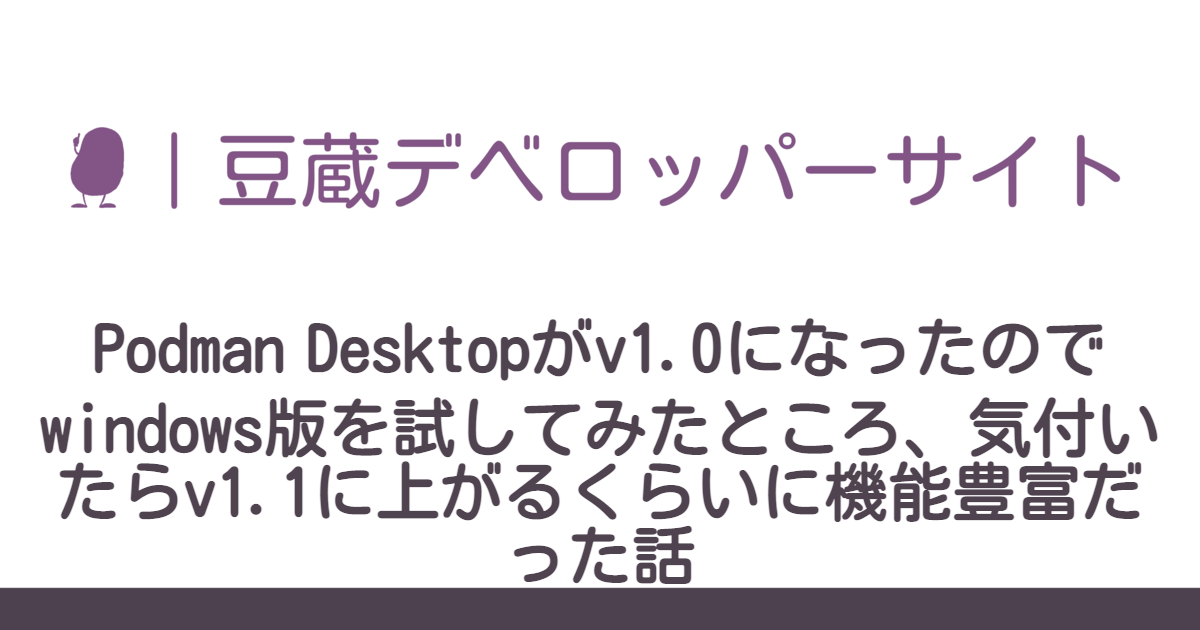 ｜豆蔵デベロッパーサイト
Podman Desktopがv1.0になったので
windows版を試してみたところ、気付い
たらv1.1に上がるくらいに機能豊富だ
った話